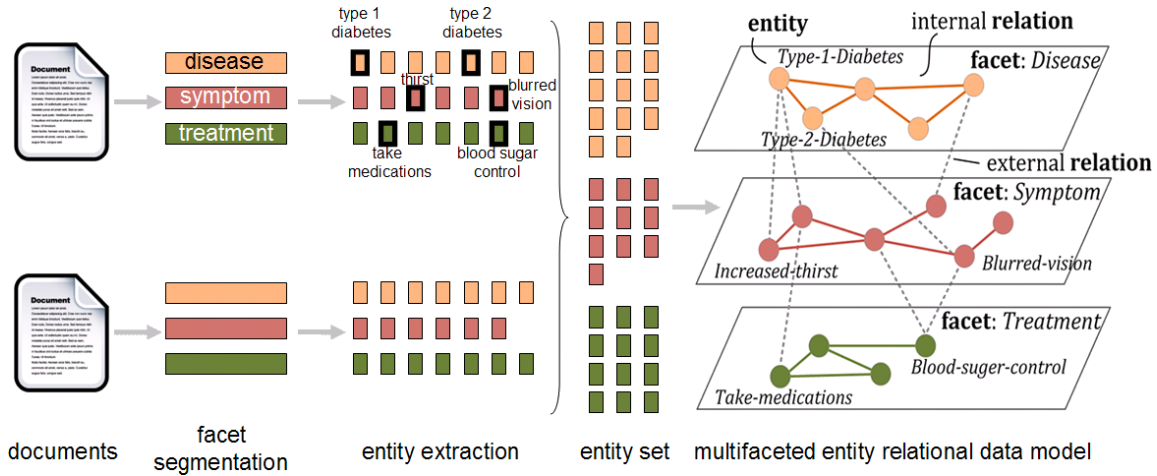 type 1
diabetes
type 2
diabetes
Document
disease
symptom
treatment
thirst
blurred
vision
take
medications
blood sugar
control
entity
internal relation
Type-1-Diabetes
facet: Disease
Type-2-Diabetes
external relation
facet: Symptom
Increased-thirst
Blurred-vision
facet: Treatment
Blood-suger-control
Take-medications
Document
documents
facet
segmentation
entity extraction
entity set
multifaceted entity relational data model